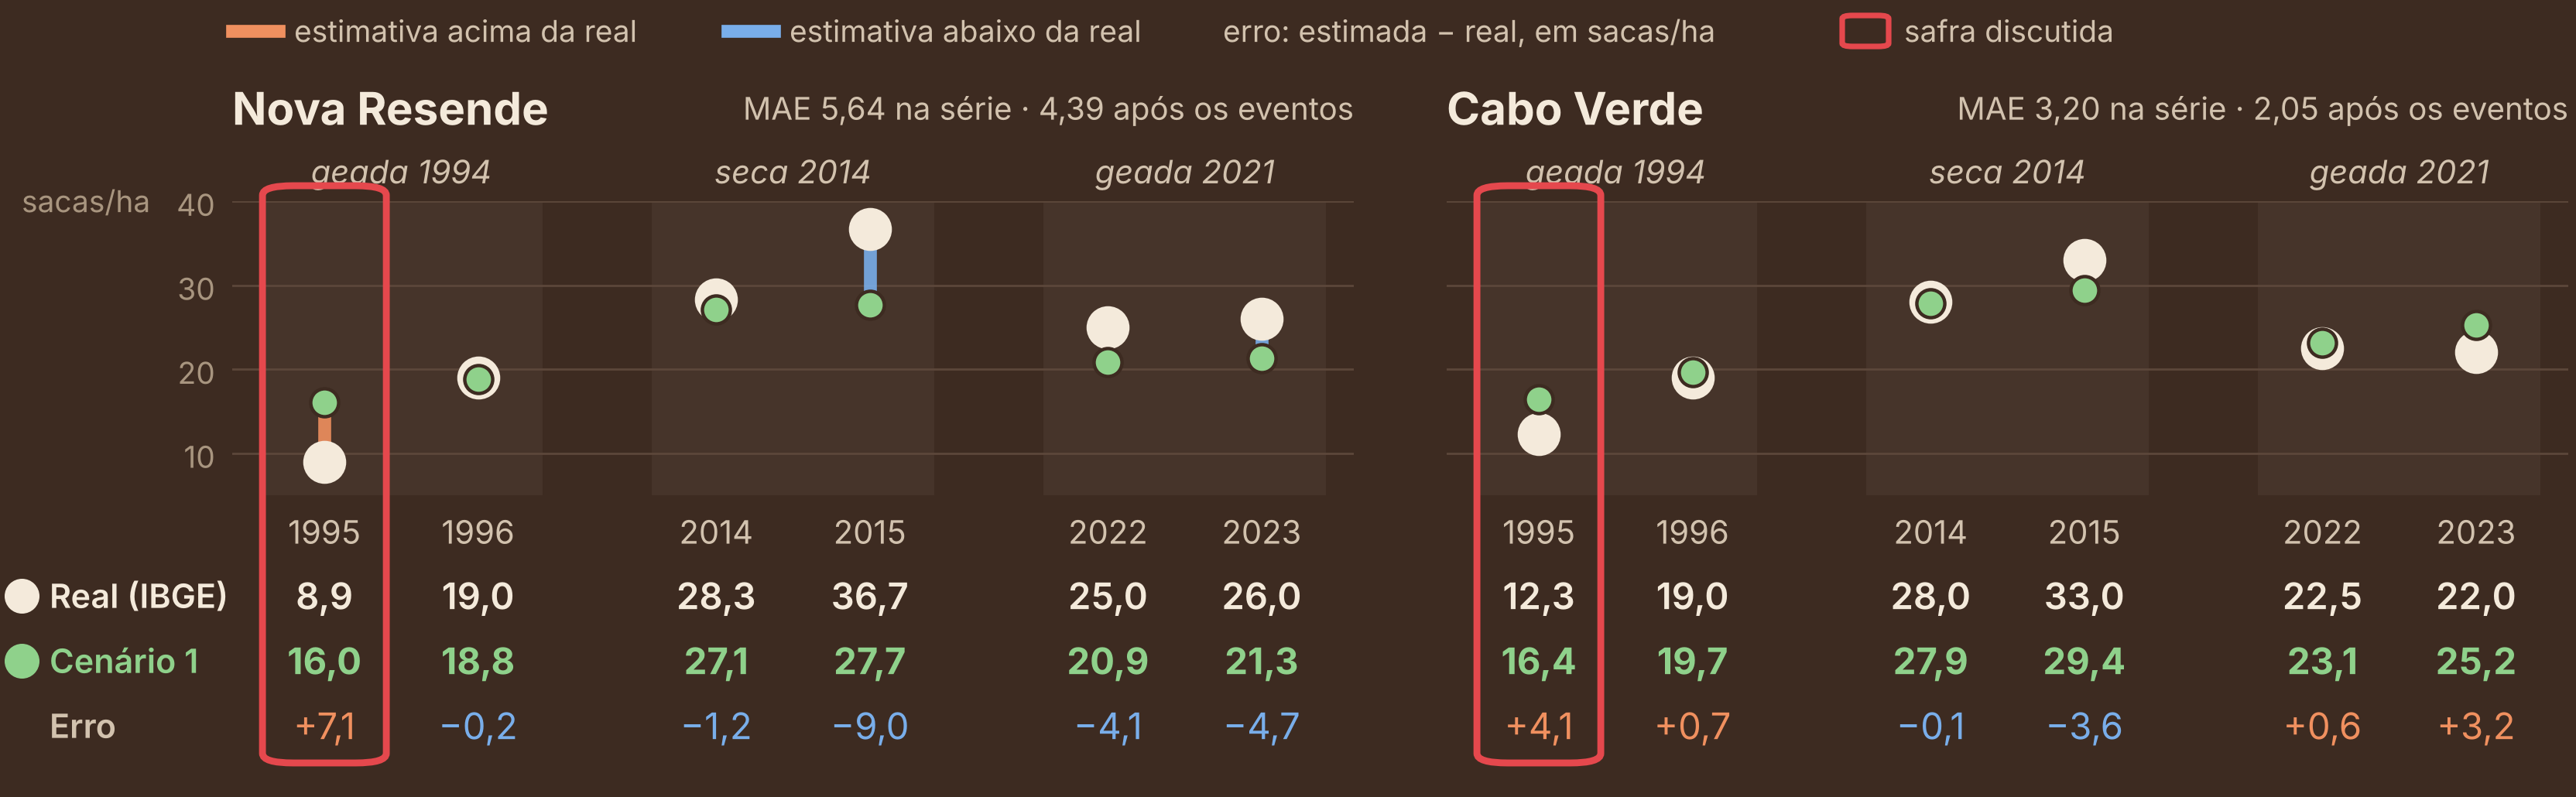 estimativa acima da real estimativa abaixo da real erro: estimada − real, em sacas/ha safra discutida
Nova Resende MAE 5,64 na série · 4,39 após os eventos
geada 1994 seca 2014 geada 2021
sacas/ha 40
30
20
10
Cabo Verde MAE 3,20 na série · 2,05 após os eventos
geada 1994 seca 2014 geada 2021
1995 1996 2014 2015 2022 2023 1995 1996 2014 2015 2022 2023
Real (IBGE) 8,9 19,0 28,3 36,7 25,0 26,0 12,3 19,0 28,0 33,0 22,5 22,0
Cenário 1 16,0 18,8 27,1 27,7 20,9 21,3 16,4 19,7 27,9 29,4 23,1 25,2
Erro +7,1 −0,2 −1,2 −9,0 −4,1 −4,7 +4,1 +0,7 −0,1 −3,6 +0,6 +3,2